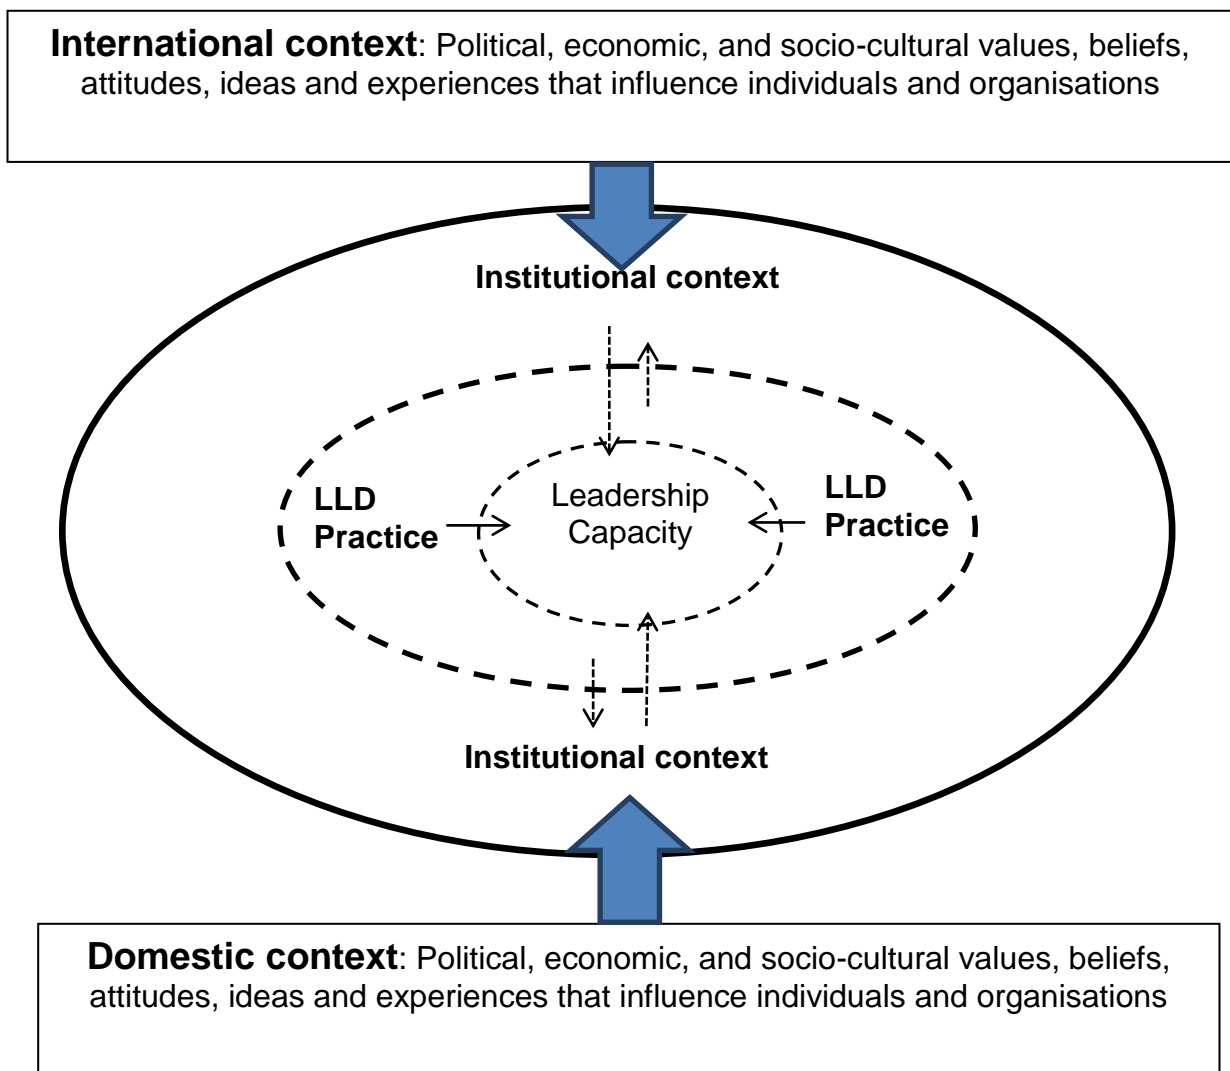 International context: Political, economic, and socio-cultural values, beliefs,
attitudes, ideas and experiences that influence individuals and organisations
Institutional context
LLD
Practice
Leadership
Capacity
LLD
Practice
Institutional context
Domestic context: Political, economic, and socio-cultural values, beliefs,
attitudes, ideas and experiences that influence individuals and organisations